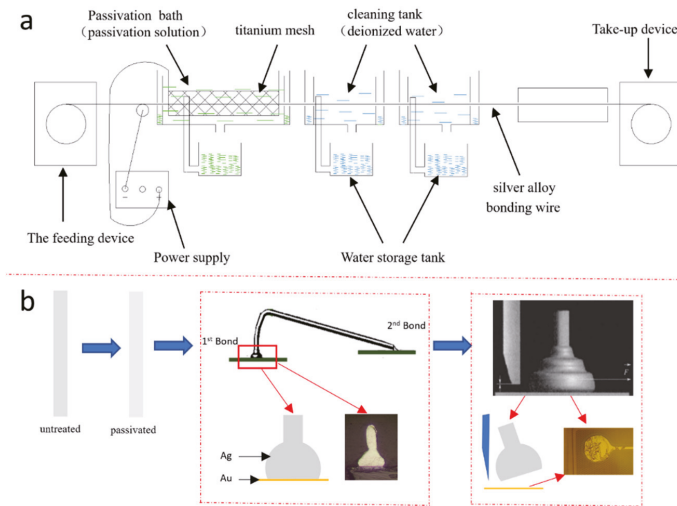 a
Passivation bath
（passivation solution）
titanium mesh
cleaning tank
（deionized water）
Take-up device
The feeding device
− +
Power supply
Water storage tank
silver alloy
bonding wire
b
untreated
passivated
1st Bond
2nd Bond
Ag
Au
F